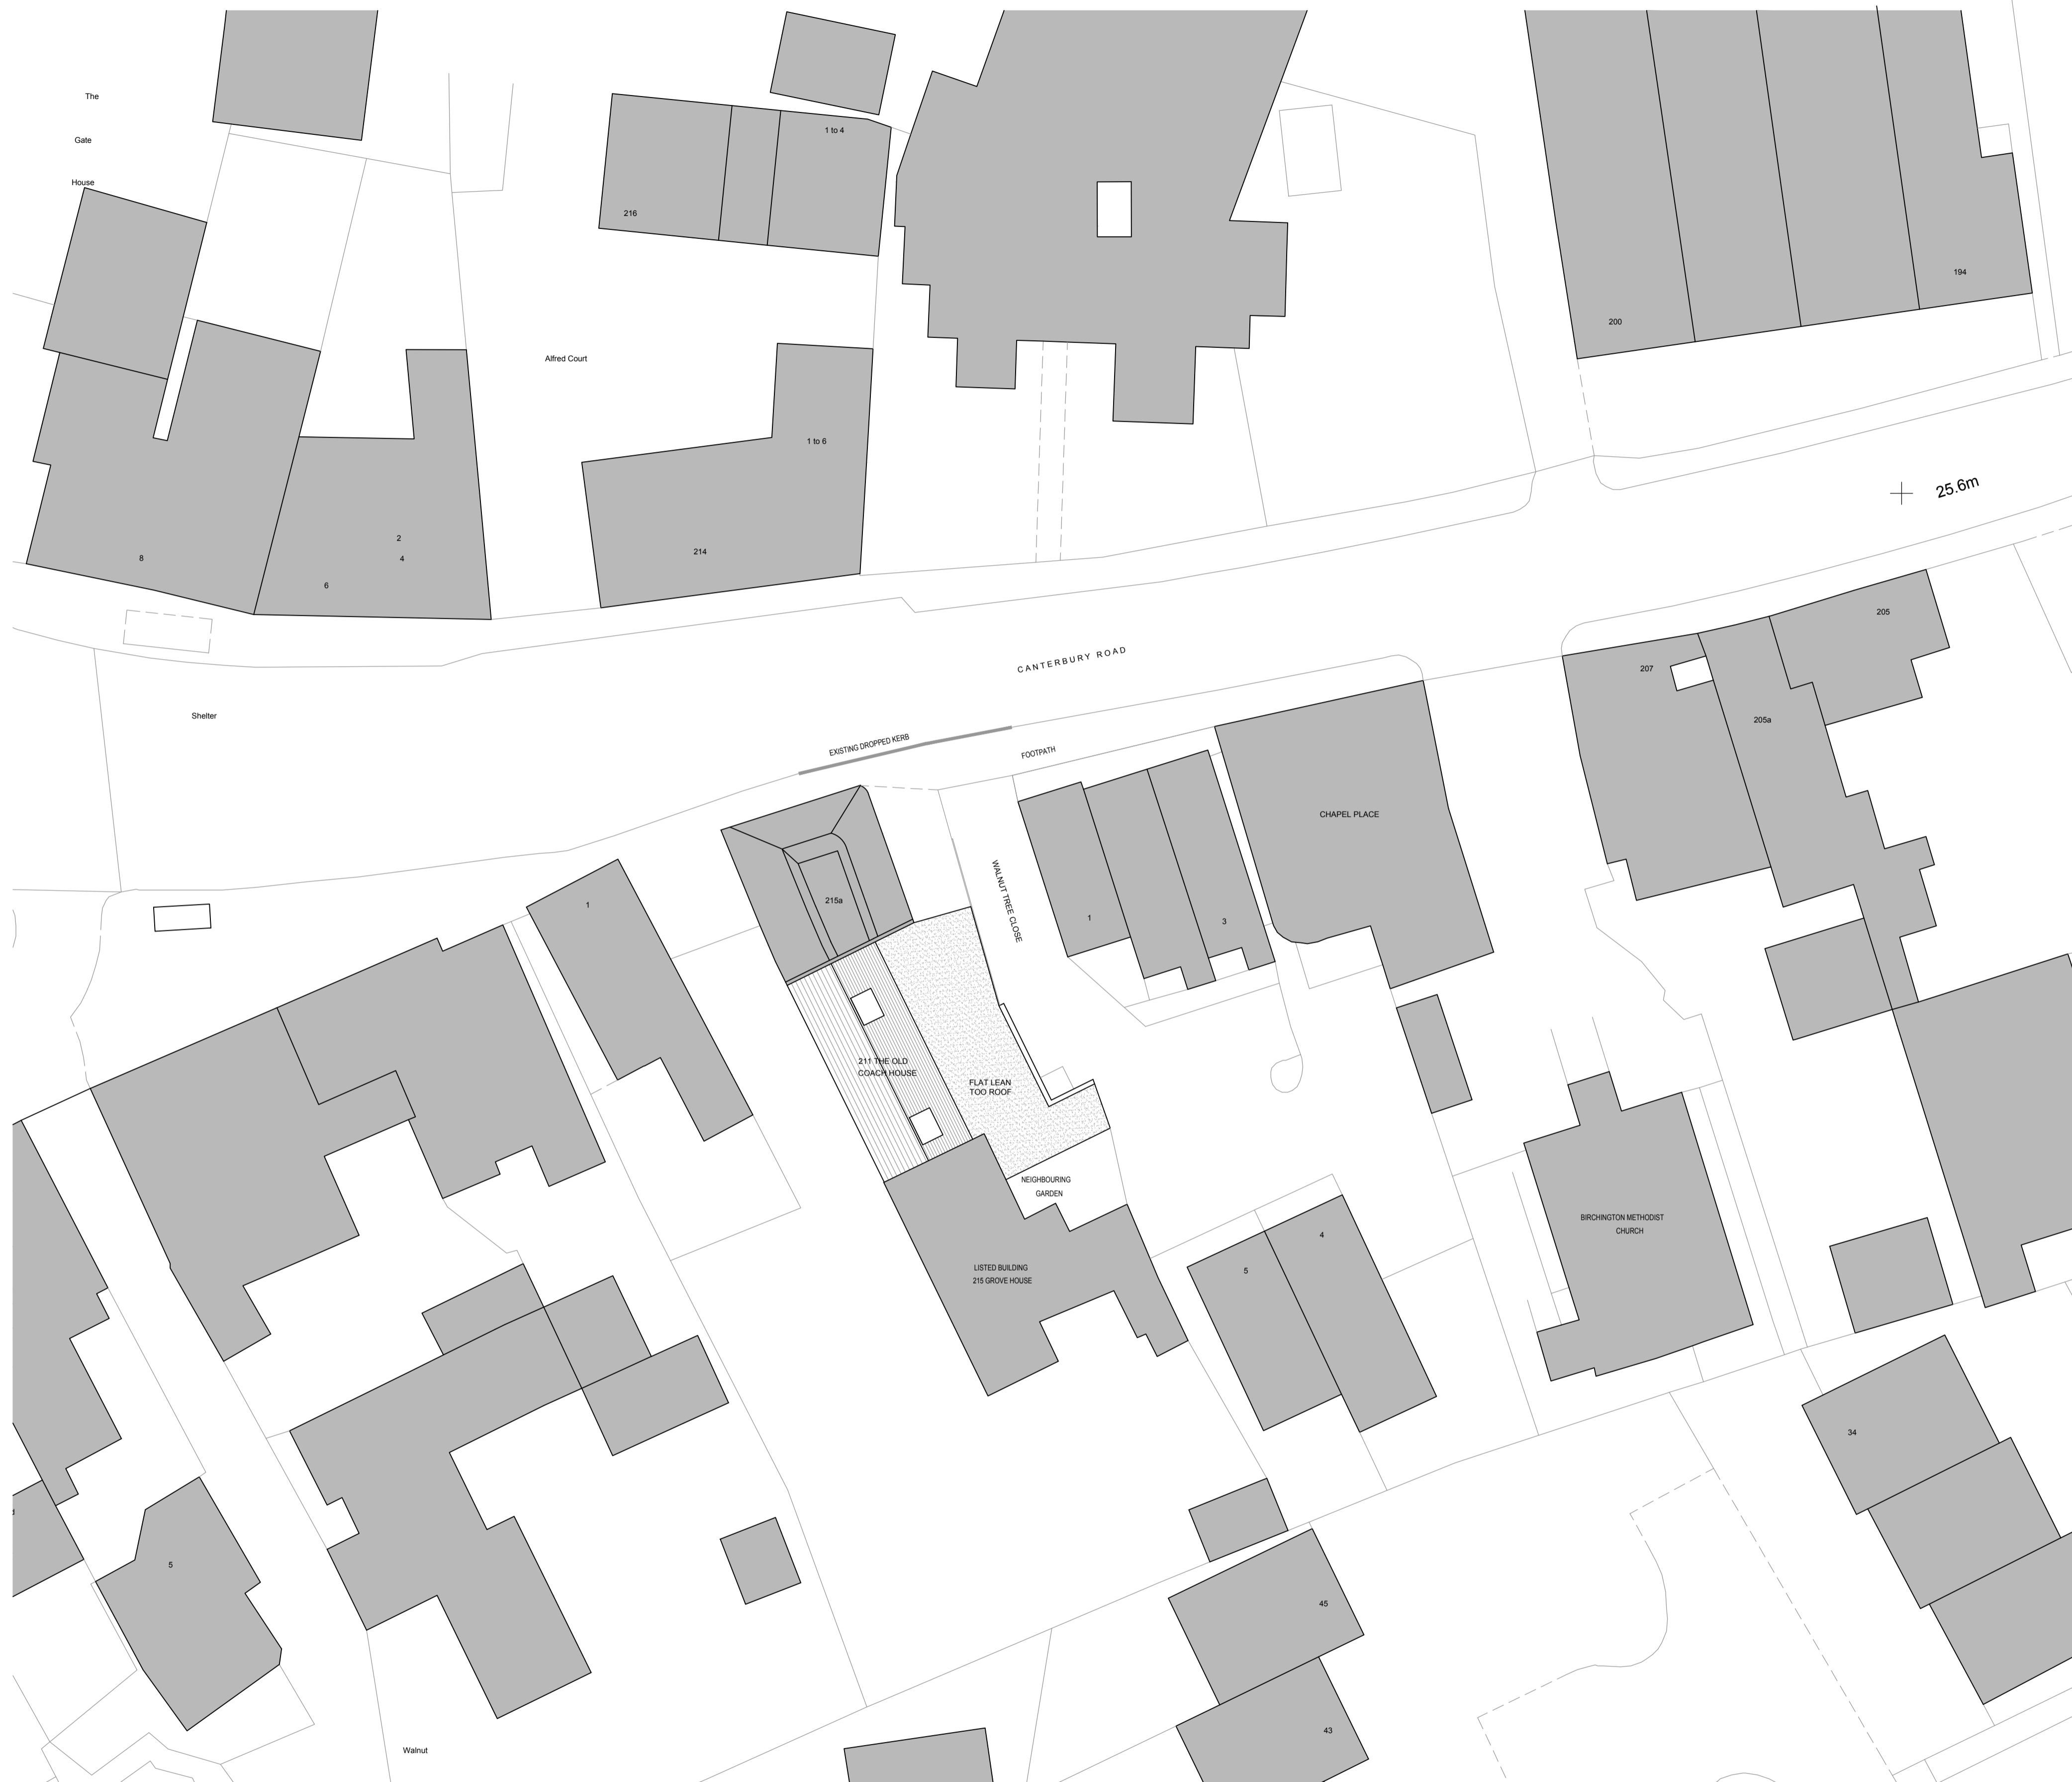 The
Gate
House
1 to 4
216
194
200
Alfred Court
1 to 6
25.6m
214
2
4
8
6
205
CANTERBURY ROAD
207
205a
Shelter
EXISTING DROPPED KERB
FOOTPATH
CHAPEL PLACE
WALNUT TREE CLOSE
215a
1
1
3
211 THE OLD
COACH HOUSE
FLAT LEAN
TOO ROOF
NEIGHBOURING
GARDEN
BIRCHINGTON METHODIST
CHURCH
4
5
LISTED BUILDING
215 GROVE HOUSE
34
5
45
43
Walnut